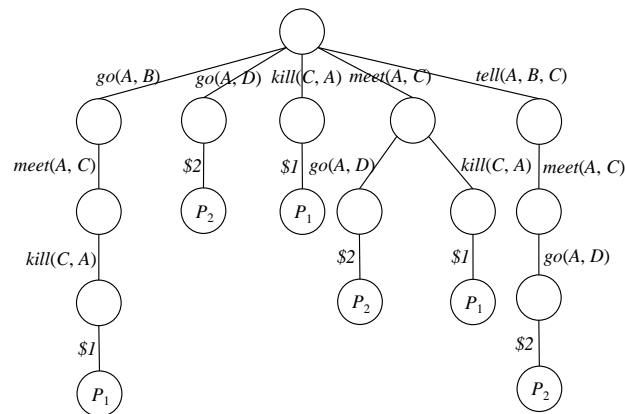 go(A, B) go(A, D) kill(C, A) meet(A, C) tell(A, B, C)
meet(A, C) $2 $1 go(A, D) kill(C, A) meet(A, C)
P2 P1
kill(C, A) $2 $1 go(A, D)
P2 P1
$1 $2
P1 P2